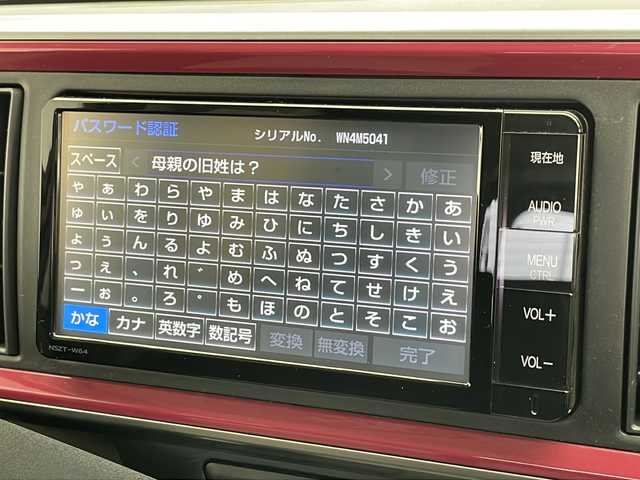 パスワード認証 シリアルNo. WN4M5041
スペース < 母親の旧姓は？ > 修正
ゃ ぁ わ ら や ま は な た さ か あ
ゅ ぃ を り ゆ み ひ に ち し き い
ょ ぅ ん る よ む ふ ぬ つ す く う
っ ぇ 、 れ ゛ め へ ね て せ け え
ー ぉ 。 ろ ゜ も ほ の と そ こ お
かな カナ 英数字 数記号 変換 無変換 完了
NSZT-W64
現在地
AUDIO
PWR
MENU
CTRL
VOL+
VOL-